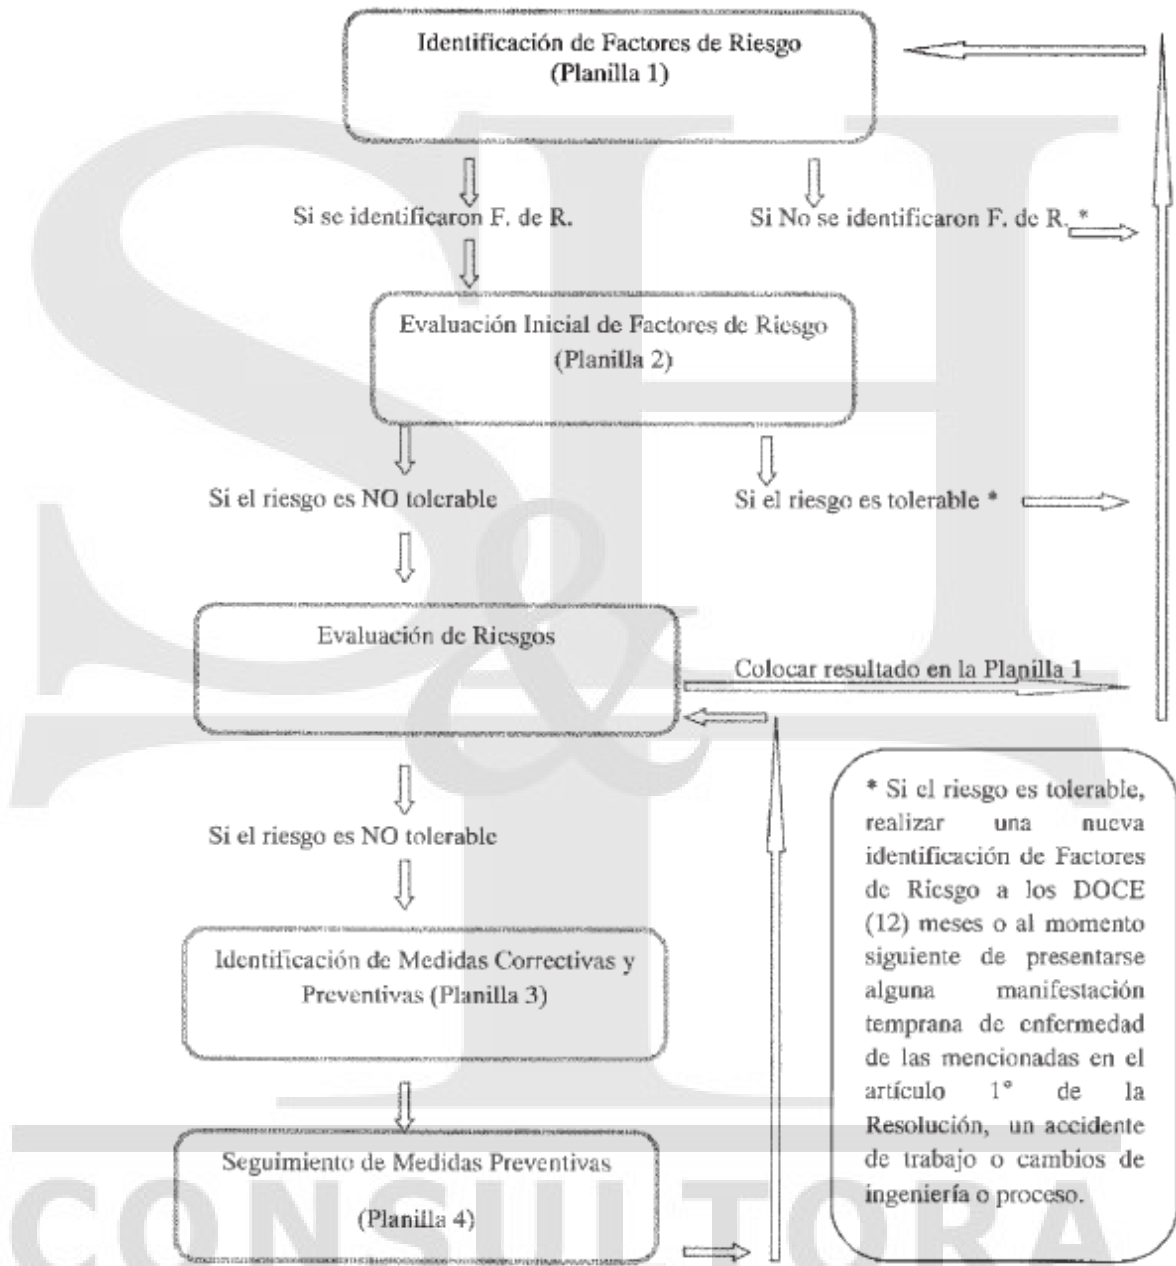 Identificación de Factores de Riesgo
(Planilla 1)
Si se identificaron F. de R.
Si No se identificaron F. de R. *
Evaluación Inicial de Factores de Riesgo
(Planilla 2)
Si el riesgo es NO tolerable
Si el riesgo es tolerable *
Evaluación de Riesgos
Colocar resultado en la Planilla 1
Si el riesgo es NO tolerable
Identificación de Medidas Correctivas y
Preventivas (Planilla 3)
Seguimiento de Medidas Preventivas
(Planilla 4)
* Si el riesgo es tolerable,
realizar una nueva
identificación de Factores
de Riesgo a los DOCE
(12) meses o al momento
siguiente de presentarse
alguna manifestación
temprana de enfermedad
de las mencionadas en el
artículo 1° de la
Resolución, un accidente
de trabajo o cambios de
ingeniería o proceso.
S&H
CONSULTORA